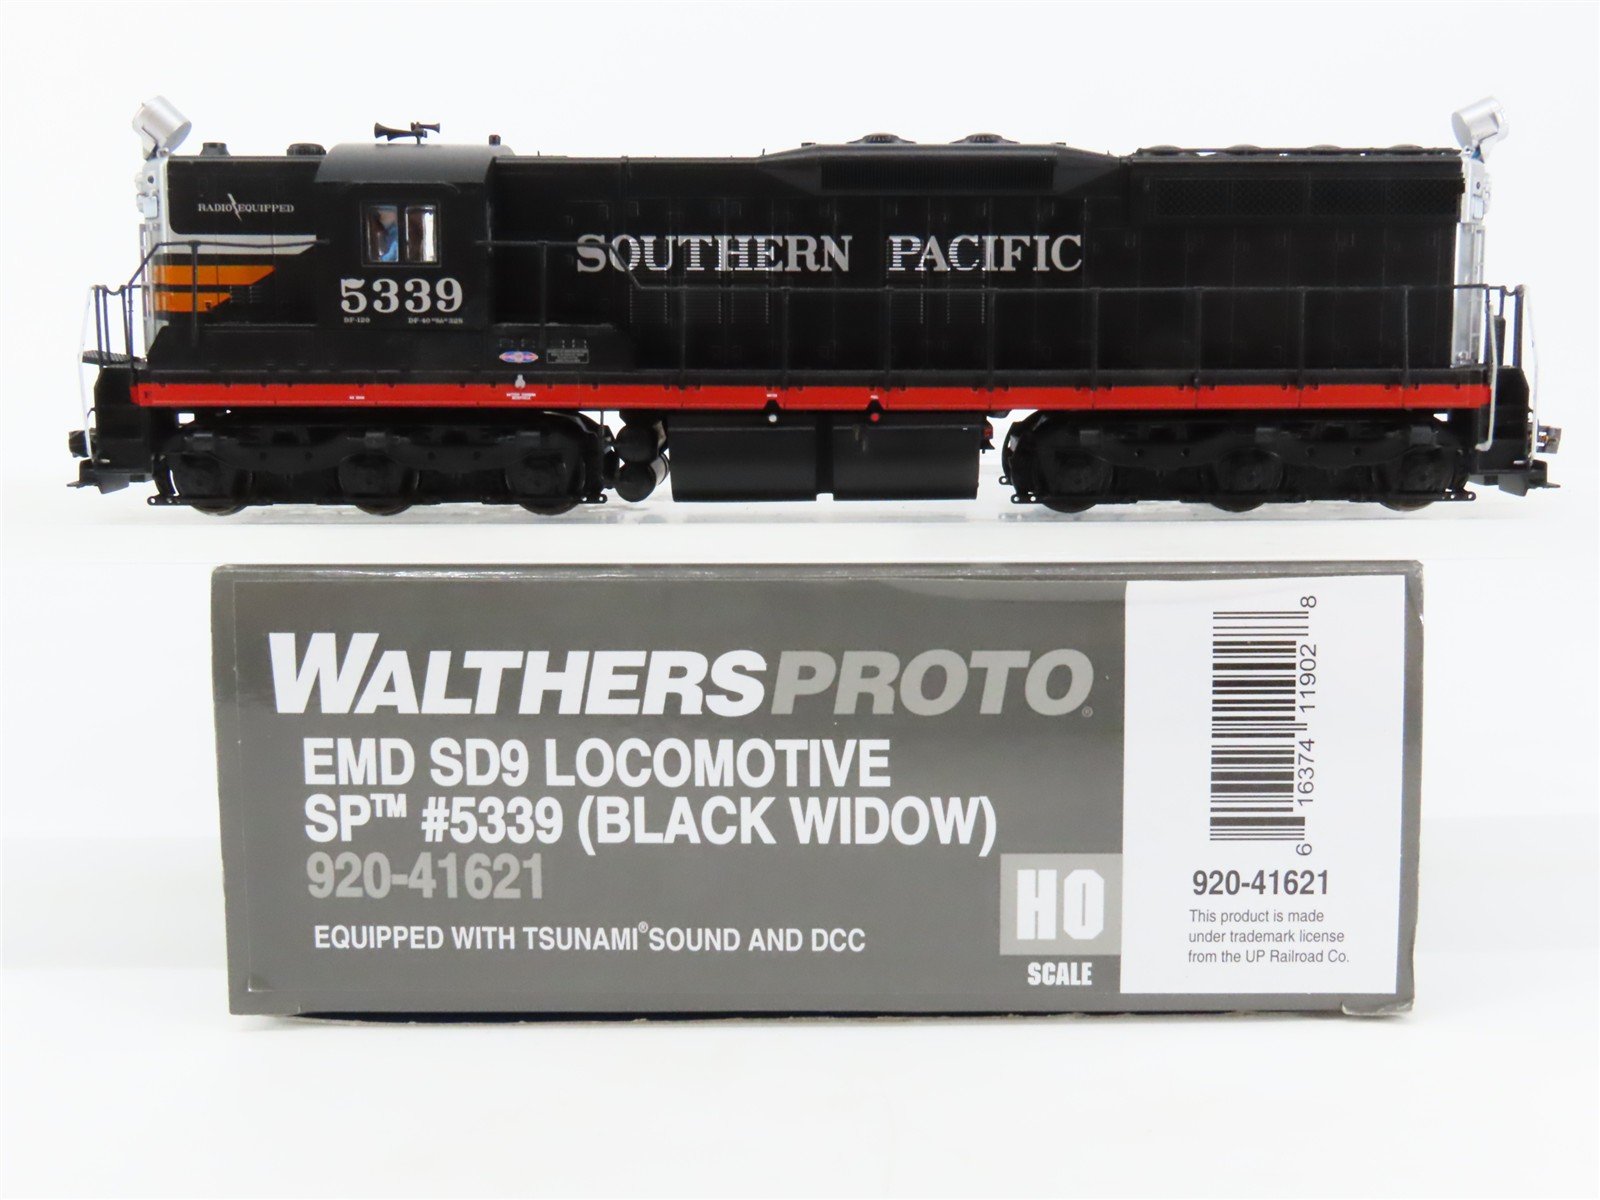 RADIO EQUIPPED
SOUTHERN PACIFIC
5339
DF-120
WALTHERSPROTO®
EMD SD9 LOCOMOTIVE
SP™ #5339 (BLACK WIDOW)
920-41621
EQUIPPED WITH TSUNAMI® SOUND AND DCC
HO
SCALE
6 16374 11902 8
920-41621
This product is made
under trademark license
from the UP Railroad Co.